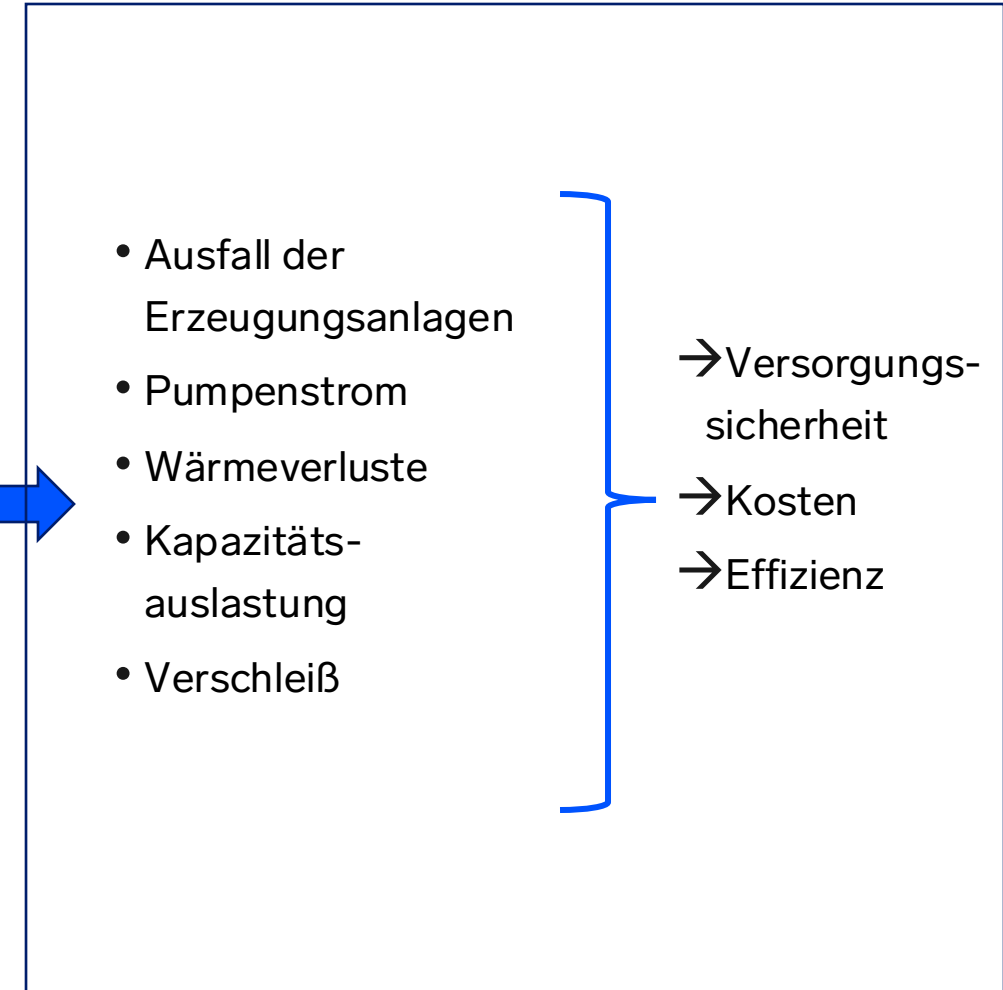 • Ausfall der
Erzeugungsanlagen
• Pumpenstrom
• Wärmeverluste
• Kapazitäts-
auslastung
• Verschleiß
→Versorgungs-
sicherheit
→Kosten
→Effizienz